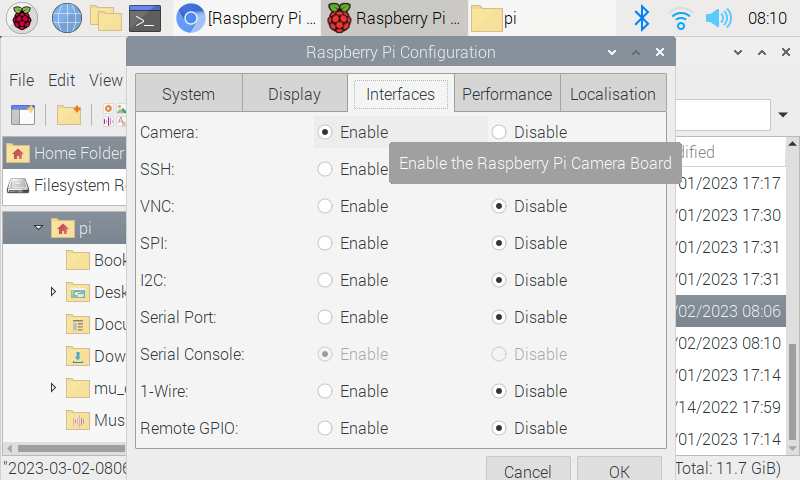 [Raspberry Pi ...
Raspberry Pi ...
pi
08:10
Raspberry Pi Configuration
File Edit View
System Display Interfaces Performance Localisation
Camera: Enable Disable
Enable the Raspberry Pi Camera Board
SSH: Enable
VNC: Enable Disable
SPI: Enable Disable
I2C: Enable Disable
Serial Port: Enable Disable
Serial Console: Enable Disable
1-Wire: Enable Disable
Remote GPIO: Enable Disable
Cancel OK
Home Folder
Filesystem R
pi
Book
Desk
Docu
Dow
mu_
Mus
dified
/01/2023 17:17
/01/2023 17:30
/01/2023 17:31
/01/2023 17:31
/02/2023 08:06
/02/2023 08:10
/01/2023 17:14
/14/2022 17:59
/01/2023 17:14
"2023-03-02-0806
Total: 11.7 GiB)